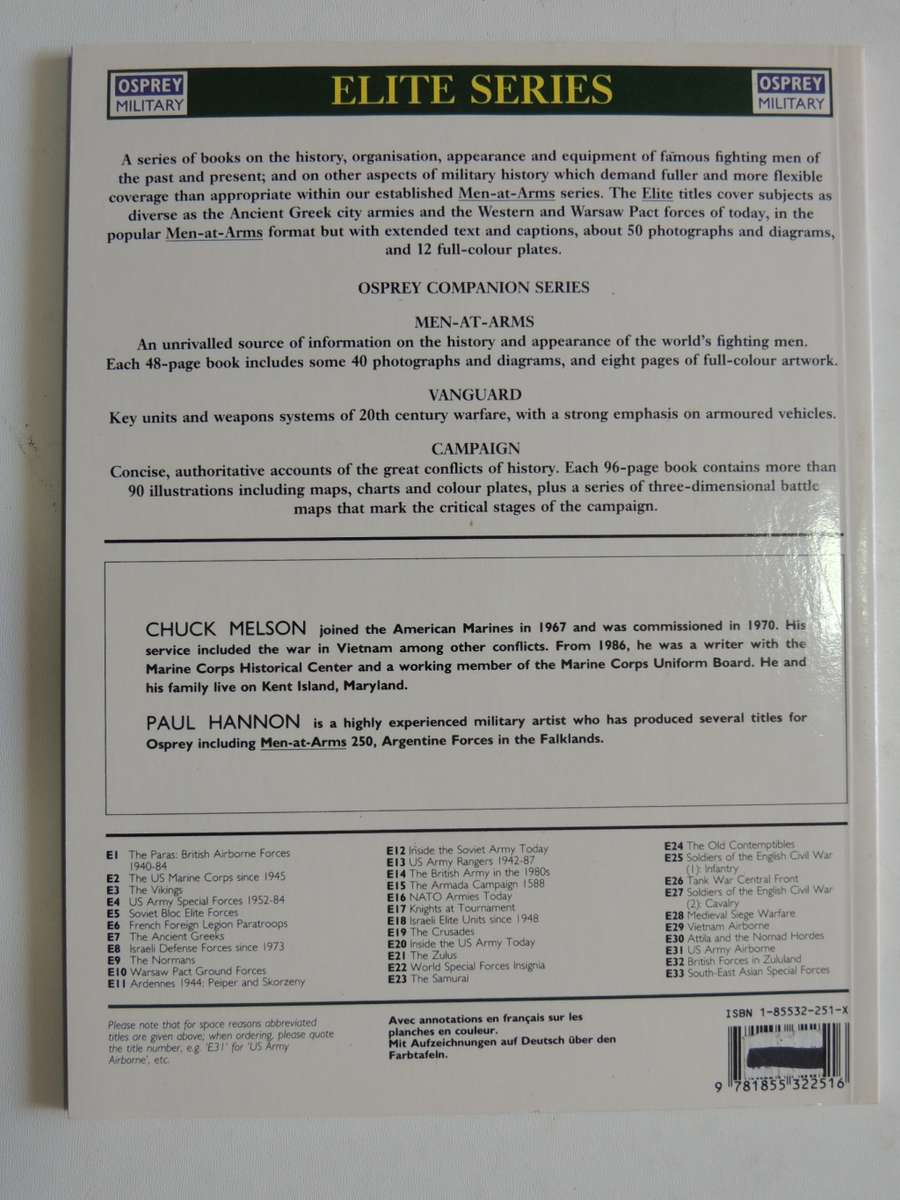 OSPREY
MILITARY
ELITE SERIES
OSPREY
MILITARY
A series of books on the history, organisation, appearance and equipment of famous fighting men of
the past and present; and on other aspects of military history which demand fuller and more flexible
coverage than appropriate within our established Men-at-Arms series. The Elite titles cover subjects as
diverse as the Ancient Greek city armies and the Western and Warsaw Pact forces of today, in the
popular Men-at-Arms format but with extended text and captions, about 50 photographs and diagrams,
and 12 full-colour plates.
OSPREY COMPANION SERIES
MEN-AT-ARMS
An unrivalled source of information on the history and appearance of the world's fighting men.
Each 48-page book includes some 40 photographs and diagrams, and eight pages of full-colour artwork.
VANGUARD
Key units and weapons systems of 20th century warfare, with a strong emphasis on armoured vehicles.
CAMPAIGN
Concise, authoritative accounts of the great conflicts of history. Each 96-page book contains more than
90 illustrations including maps, charts and colour plates, plus a series of three-dimensional battle
maps that mark the critical stages of the campaign.
CHUCK MELSON joined the American Marines in 1967 and was commissioned in 1970. His
service included the war in Vietnam among other conflicts. From 1986, he was a writer with the
Marine Corps Historical Center and a working member of the Marine Corps Uniform Board. He and
his family live on Kent Island, Maryland.
PAUL HANNON is a highly experienced military artist who has produced several titles for
Osprey including Men-at-Arms 250, Argentine Forces in the Falklands.
E1 The Paras: British Airborne Forces
1940-84
E2 The US Marine Corps since 1945
E3 The Vikings
E4 US Army Special Forces 1952-84
E5 Soviet Bloc Elite Forces
E6 French Foreign Legion Paratroops
E7 The Ancient Greeks
E8 Israeli Defense Forces since 1973
E9 The Normans
E10 Warsaw Pact Ground Forces
E11 Ardennes 1944: Peiper and Skorzeny
E12 Inside the Soviet Army Today
E13 US Army Rangers 1942-87
E14 The British Army in the 1980s
E15 The Armada Campaign 1588
E16 NATO Armies Today
E17 Knights at Tournament
E18 Israeli Elite Units since 1948
E19 The Crusades
E20 Inside the US Army Today
E21 The Zulus
E22 World Special Forces Insignia
E23 The Samurai
E24 The Old Contemptibles
E25 Soldiers of the English Civil War
(1): Infantry
E26 Tank War Central Front
E27 Soldiers of the English Civil War
(2): Cavalry
E28 Medieval Siege Warfare
E29 Vietnam Airborne
E30 Attila and the Nomad Hordes
E31 US Army Airborne
E32 British Forces in Zululand
E33 South-East Asian Special Forces
Please note that for space reasons abbreviated
titles are given above; when ordering, please quote
the title number, e.g. 'E31' for 'US Army
Airborne', etc.
Avec annotations en français sur les
planches en couleur.
Mit Aufzeichnungen auf Deutsch über den
Farbtafeln.
ISBN 1-85532-251-X
9 781855 322516